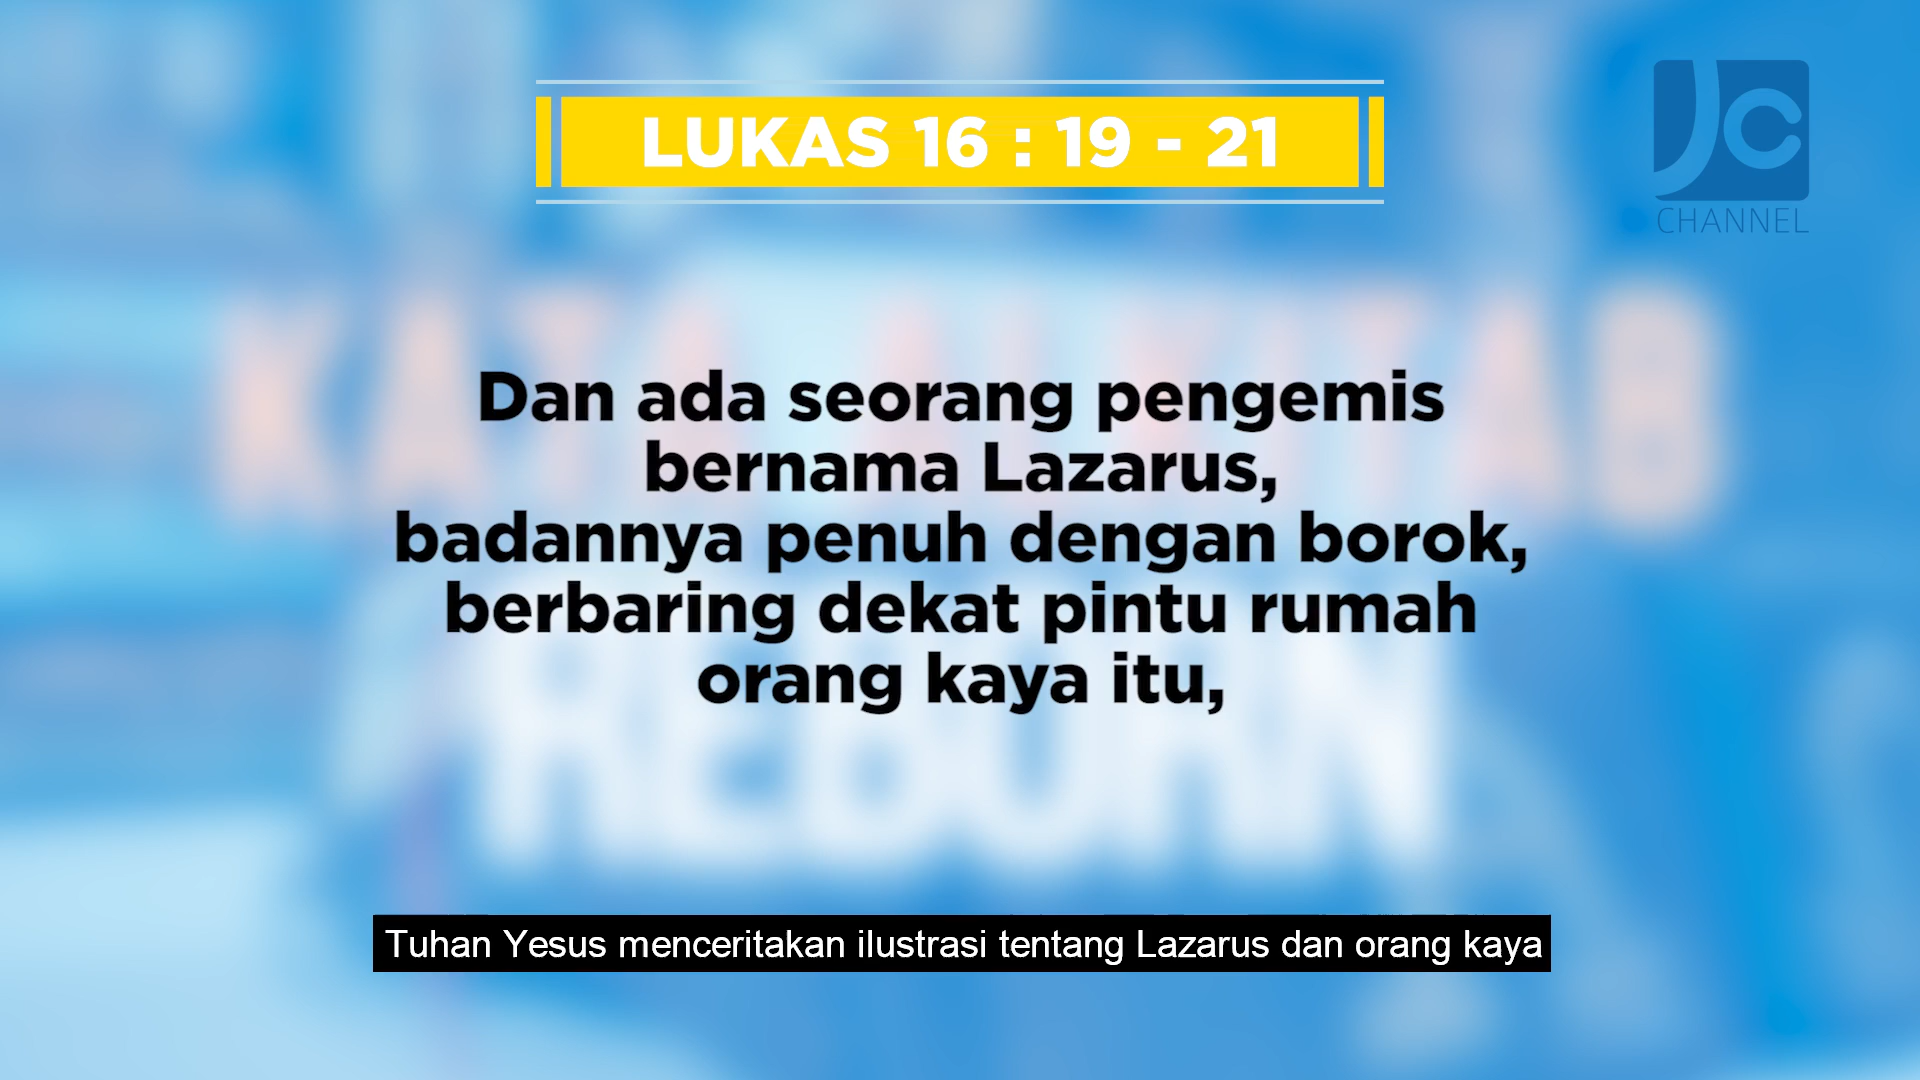 LUKAS 16 : 19 - 21
JC
CHANNEL
Dan ada seorang pengemis
bernama Lazarus,
badannya penuh dengan borok,
berbaring dekat pintu rumah
orang kaya itu,
Tuhan Yesus menceritakan ilustrasi tentang Lazarus dan orang kaya